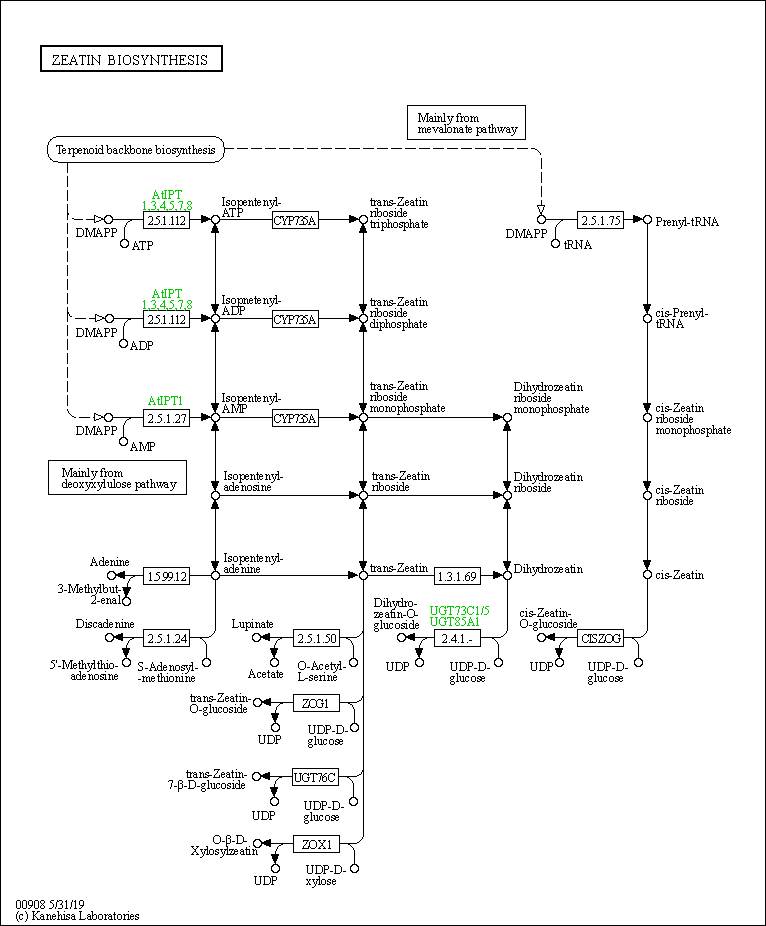 ZEATIN BIOSYNTHESIS
Mainly from
mevalonate pathway
Terpenoid backbone biosynthesis
AtIPT
1,3,4,5,7,8
2.5.1.112
DMAPP
ATP
Isopentenyl-
ATP
CYP735A
trans-Zeatin
riboside
triphosphate
DMAPP
tRNA
2.5.1.75
Prenyl-tRNA
AtIPT
1,3,4,5,7,8
2.5.1.112
DMAPP
ADP
Isopnetenyl-
ADP
CYP735A
trans-Zeatin
riboside
diphosphate
cis-Prenyl-
tRNA
AtIPT1
2.5.1.27
DMAPP
AMP
Isopentenyl-
AMP
CYP735A
trans-Zeatin
riboside
monophosphate
Dihydrozeatin
riboside
monophosphate
cis-Zeatin
riboside
monophosphate
Mainly from
deoxyxylulose pathway
Isopentenyl-
adenosine
trans-Zeatin
riboside
Dihydrozeatin
riboside
cis-Zeatin
riboside
Adenine
1.5.99.12
3-Methylbut-
2-enal
Isopentenyl-
adenine
trans-Zeatin
1.3.1.69
Dihydrozeatin
cis-Zeatin
Discadenine
2.5.1.24
5'-Methylthio-
adenosine
S-Adenosyl-
-methionine
Lupinate
2.5.1.50
Acetate
O-Acetyl-
L-serine
Dihydro-
zeatin-O-
glucoside
UGT73C1/5
UGT85A1
2.4.1.-
UDP
UDP-D-
glucose
cis-Zeatin-
O-glucoside
CISZOG
UDP
UDP-D-
glucose
trans-Zeatin-
O-glucoside
ZOG1
UDP
UDP-D-
glucose
trans-Zeatin-
7-β-D-glucoside
UGT76C
UDP
UDP-D-
glucose
O-β-D-
Xylosylzeatin
ZOX1
UDP
UDP-D-
xylose
00908 5/31/19
(c) Kanehisa Laboratories